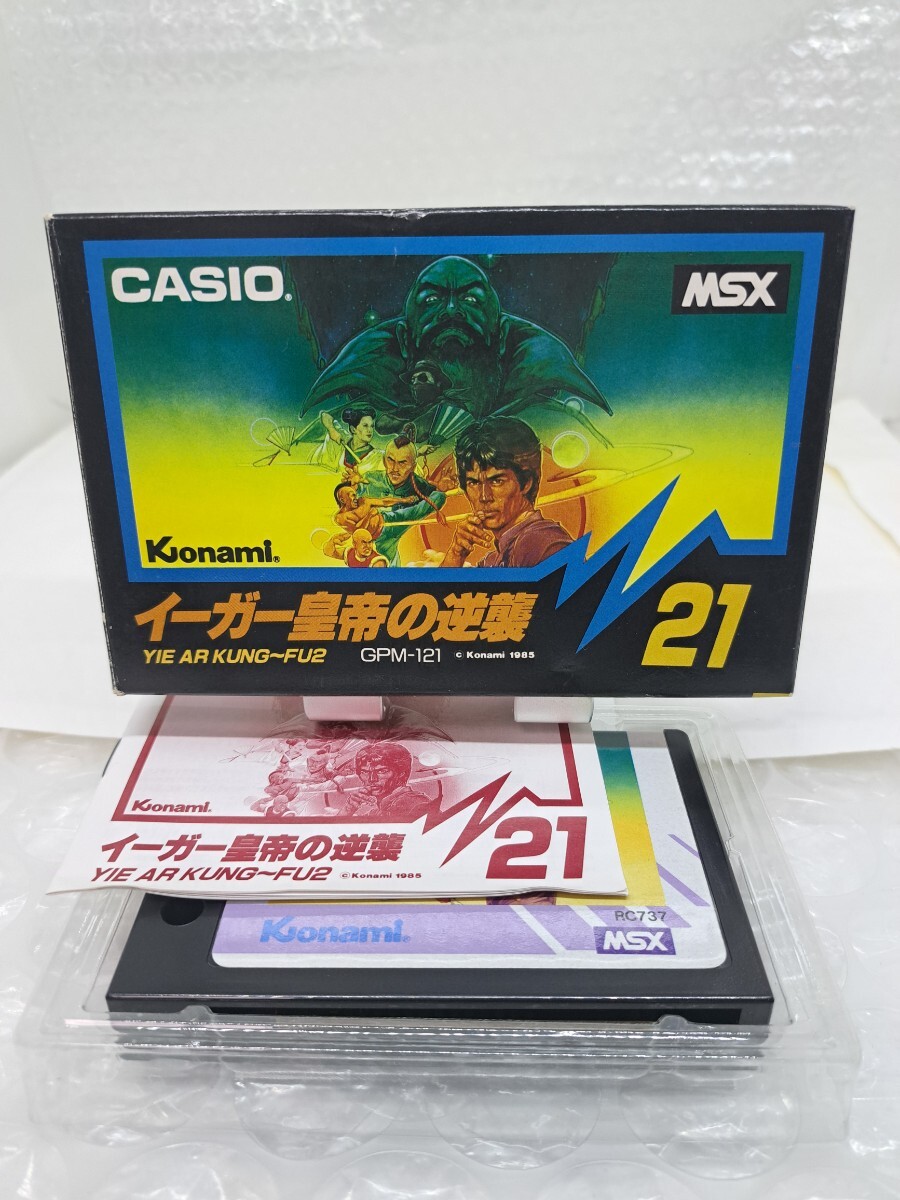 CASIO®
MSX
Konami®
イーガー皇帝の逆襲
YIE AR KUNG~FU2 GPM-121 © Konami 1985
21
Konami®
イーガー皇帝の逆襲
YIE AR KUNG~FU2 © Konami 1985
21
RC737
Konami®
MSX